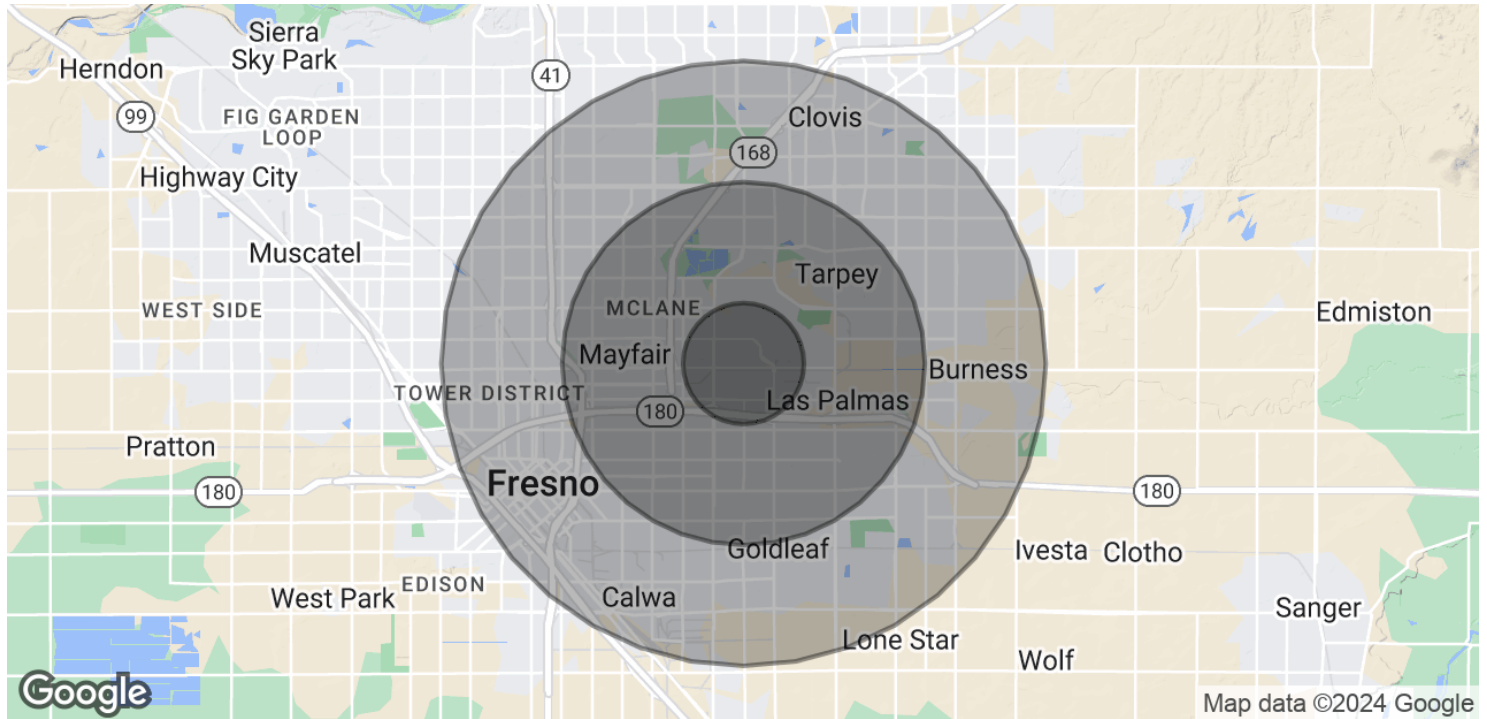 Sierra
Sky Park
Herndon
41
99
FIG GARDEN
LOOP
Clovis
168
Highway City
Muscatel
Tarpey
WEST SIDE
MCLANE
Edmiston
Mayfair
Burness
TOWER DISTRICT
Las Palmas
180
Pratton
Fresno
180
180
Goldleaf
Ivesta
Clotho
EDISON
West Park
Calwa
Sanger
Lone Star
Wolf
Google
Map data ©2024 Google